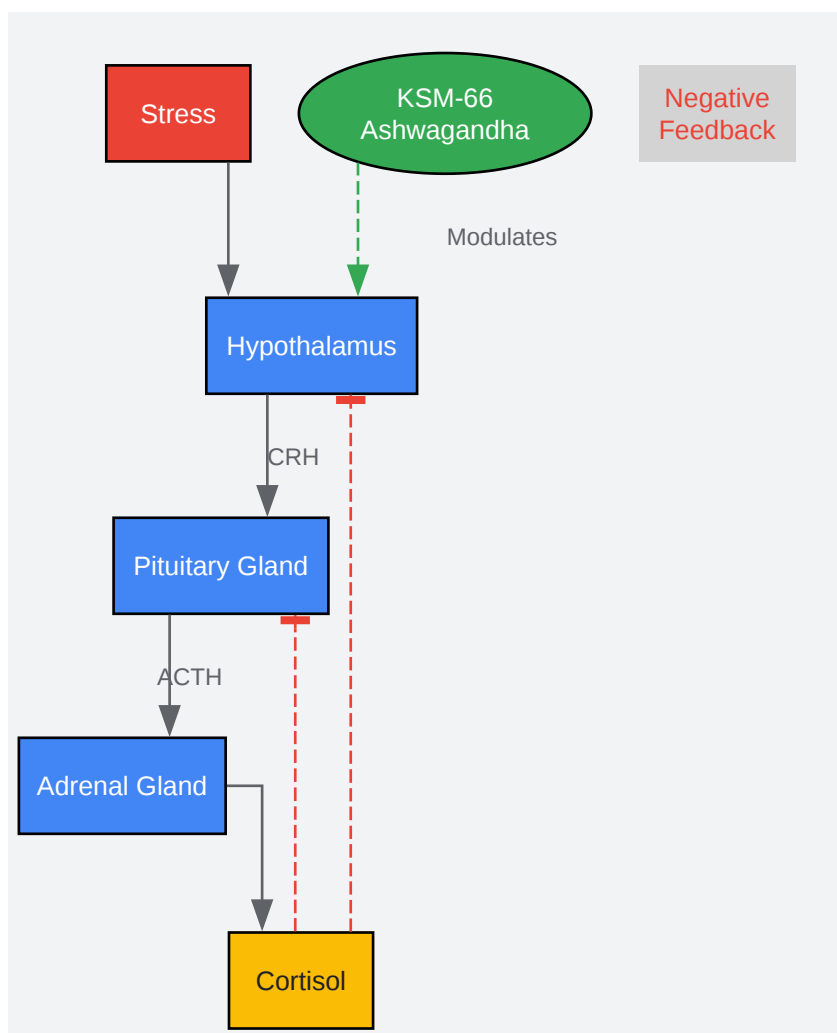 Stress
KSM-66
Ashwagandha
Negative
Feedback
Modulates
Hypothalamus
CRH
Pituitary Gland
ACTH
Adrenal Gland
Cortisol